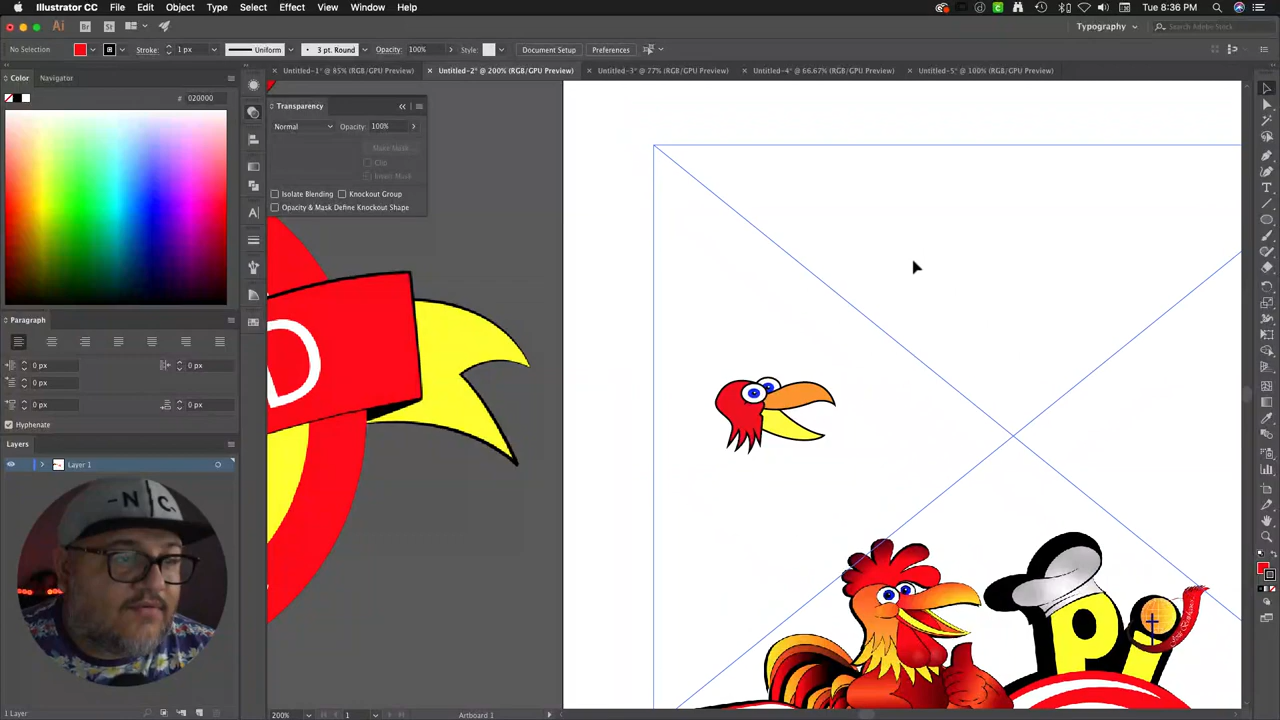 Illustrator CC File Edit Object Type Select Effect View Window Help
Tue 8:36 PM
Ai Br St
Typography
Search Adobe Stock
No Selection Stroke: 1 px Uniform 3 pt. Round Opacity: 100% Style: Document Setup Preferences
Color Navigator
× Untitled-1* @ 85% (RGB/GPU Preview) × Untitled-2* @ 200% (RGB/GPU Preview) × Untitled-3* @ 77% (RGB/GPU Preview) × Untitled-4* @ 66.67% (RGB/GPU Preview) × Untitled-5* @ 100% (RGB/GPU Preview)
# 020000
Transparency
Normal Opacity: 100%
Make Mask
Clip
Invert Mask
Isolate Blending Knockout Group
Opacity & Mask Define Knockout Shape
Paragraph
0 px 0 px
0 px
0 px 0 px
Hyphenate
Layers
Layer 1
D
-N C.
Pi
1 Layer
200% 1 Artboard 1